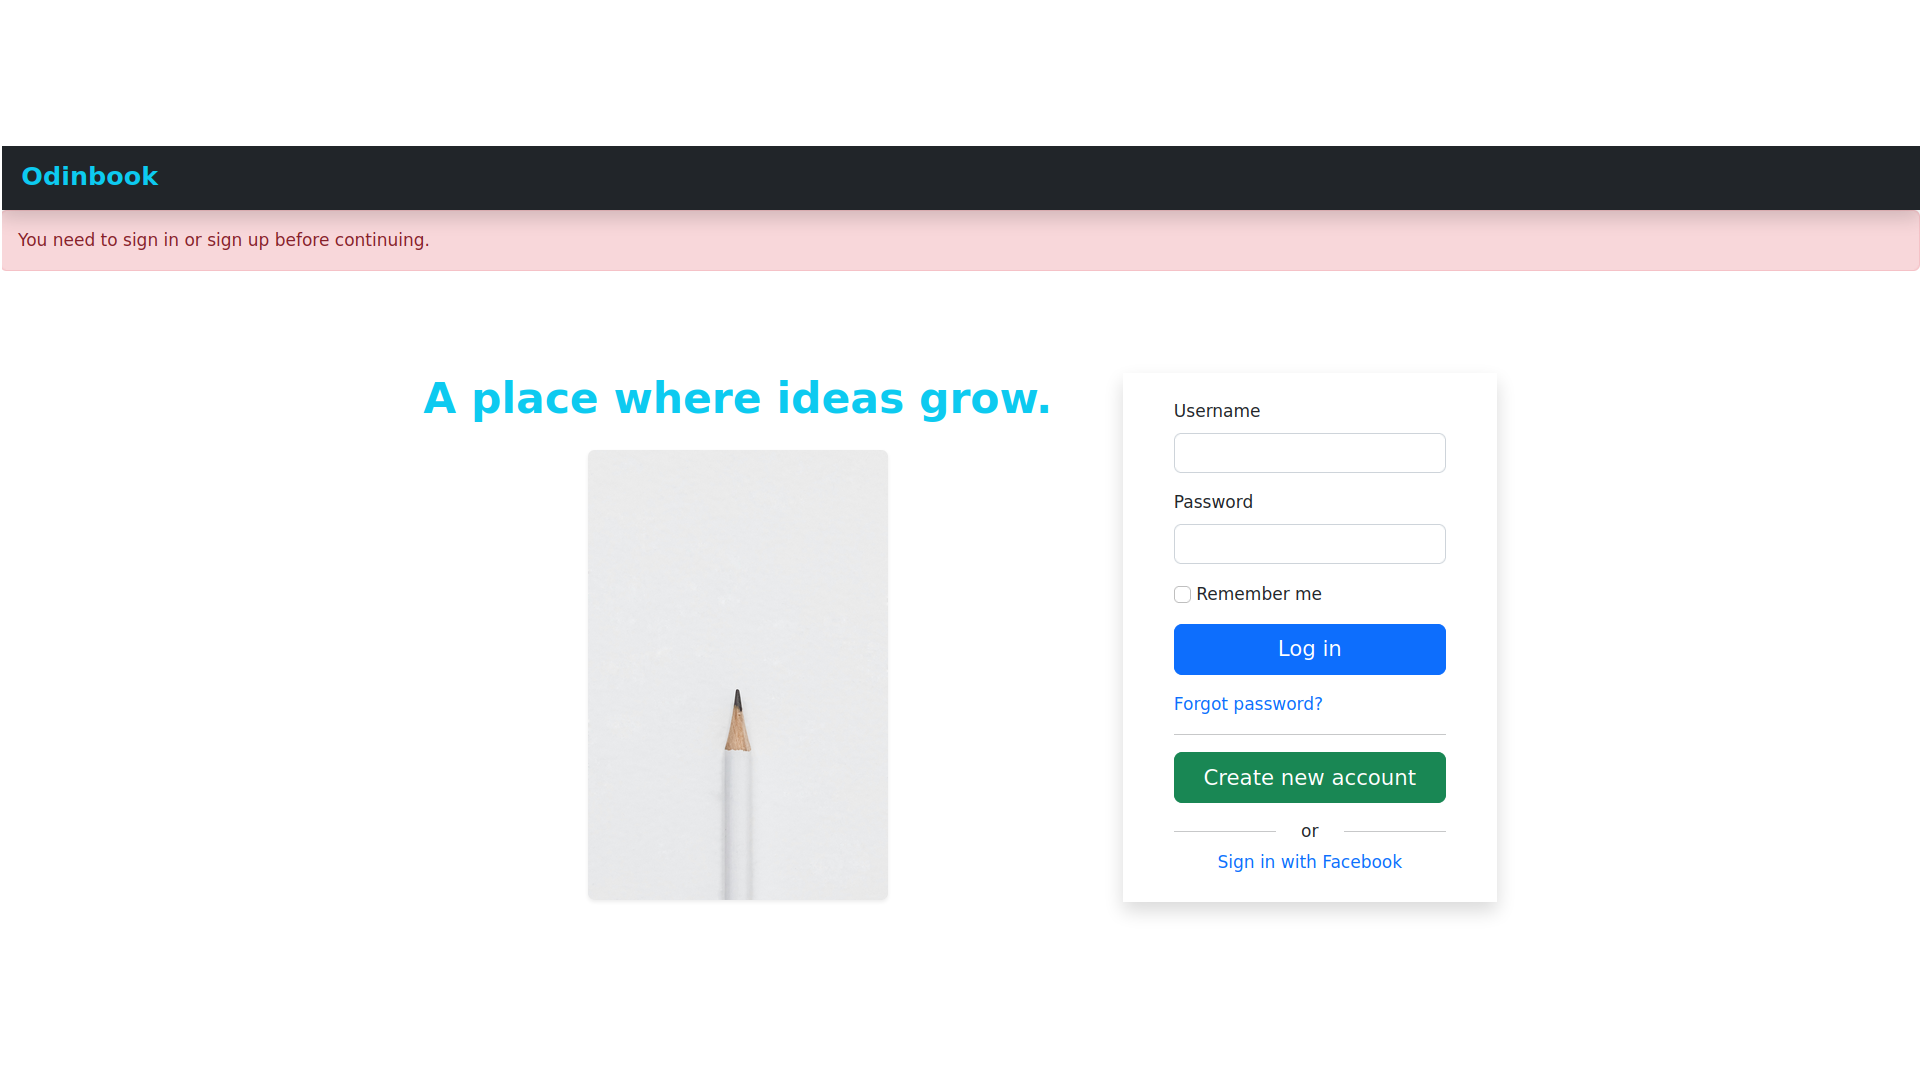 Odinbook
You need to sign in or sign up before continuing.
A place where ideas grow.
Username
Password
Remember me
Log in
Forgot password?
Create new account
or
Sign in with Facebook